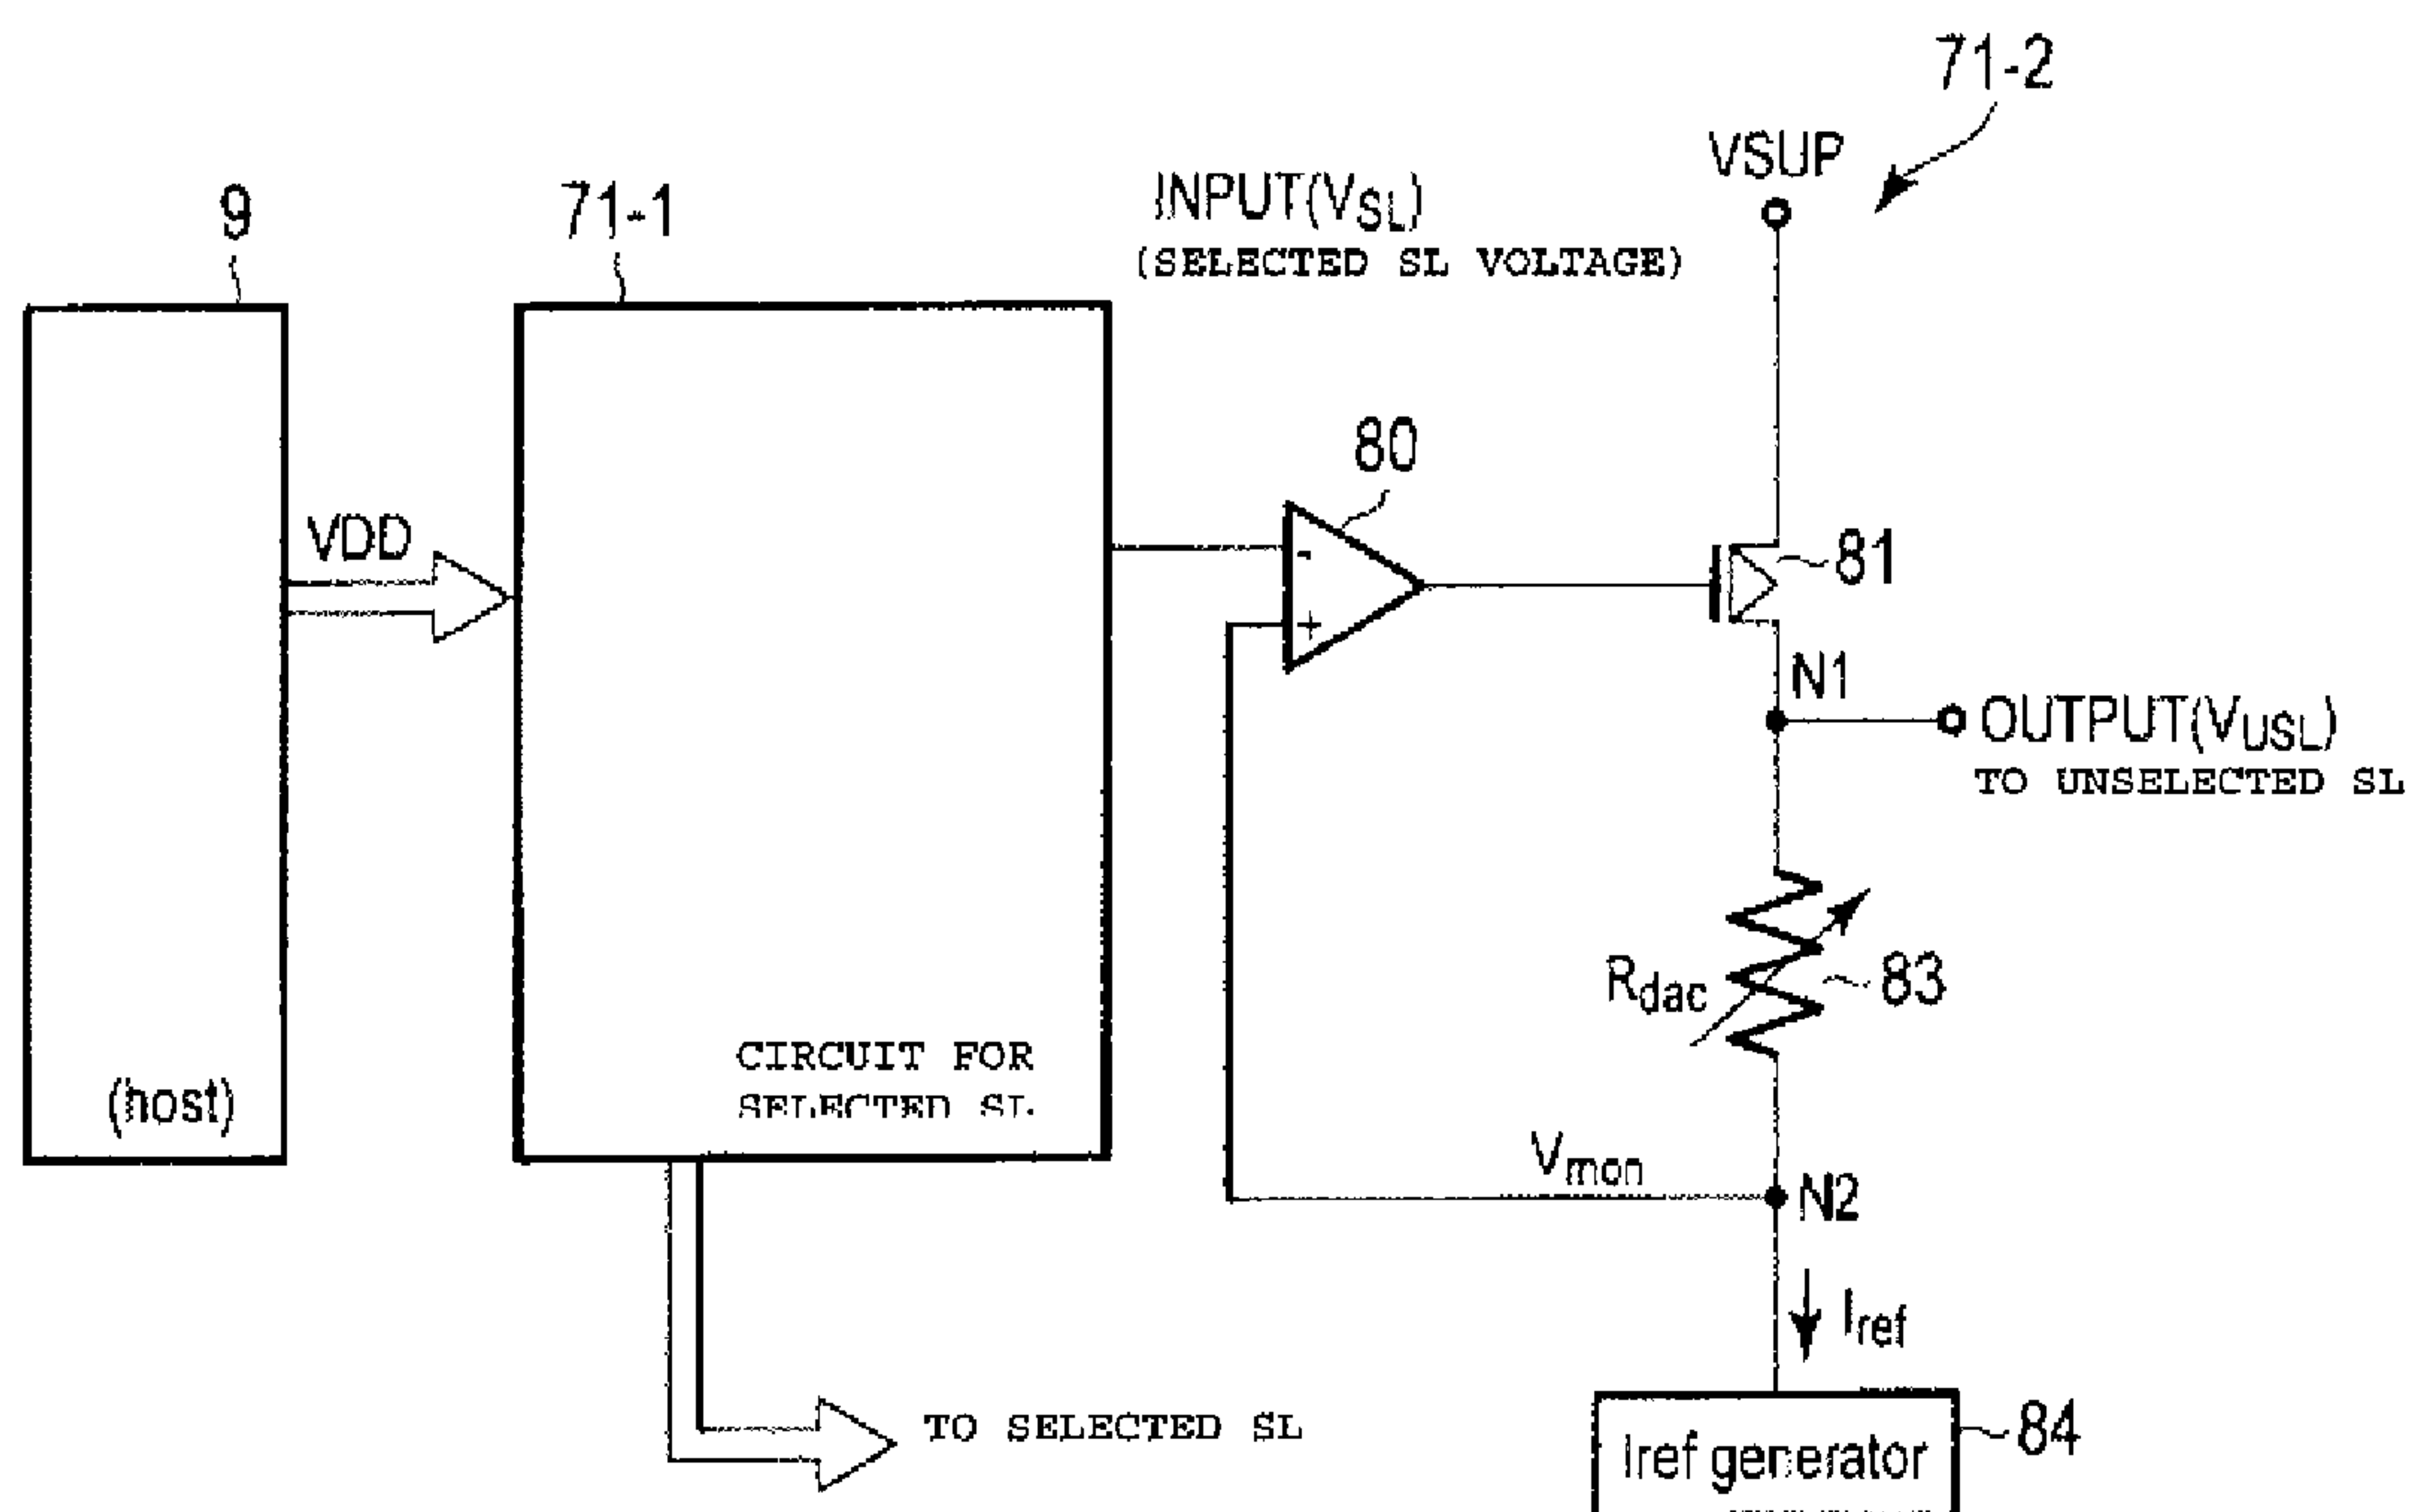 71-2
VSUP
9
71-1
INPUT(VSL)
(SELECTED SL VOLTAGE)
80
VDD
-
+
81
N1
OUTPUT(VUSL)
TO UNSELECTED SL
Rdac
83
CIRCUIT FOR
SELECTED SL
(host)
Vmon
N2
Iref
TO SELECTED SL
84
Iref generator